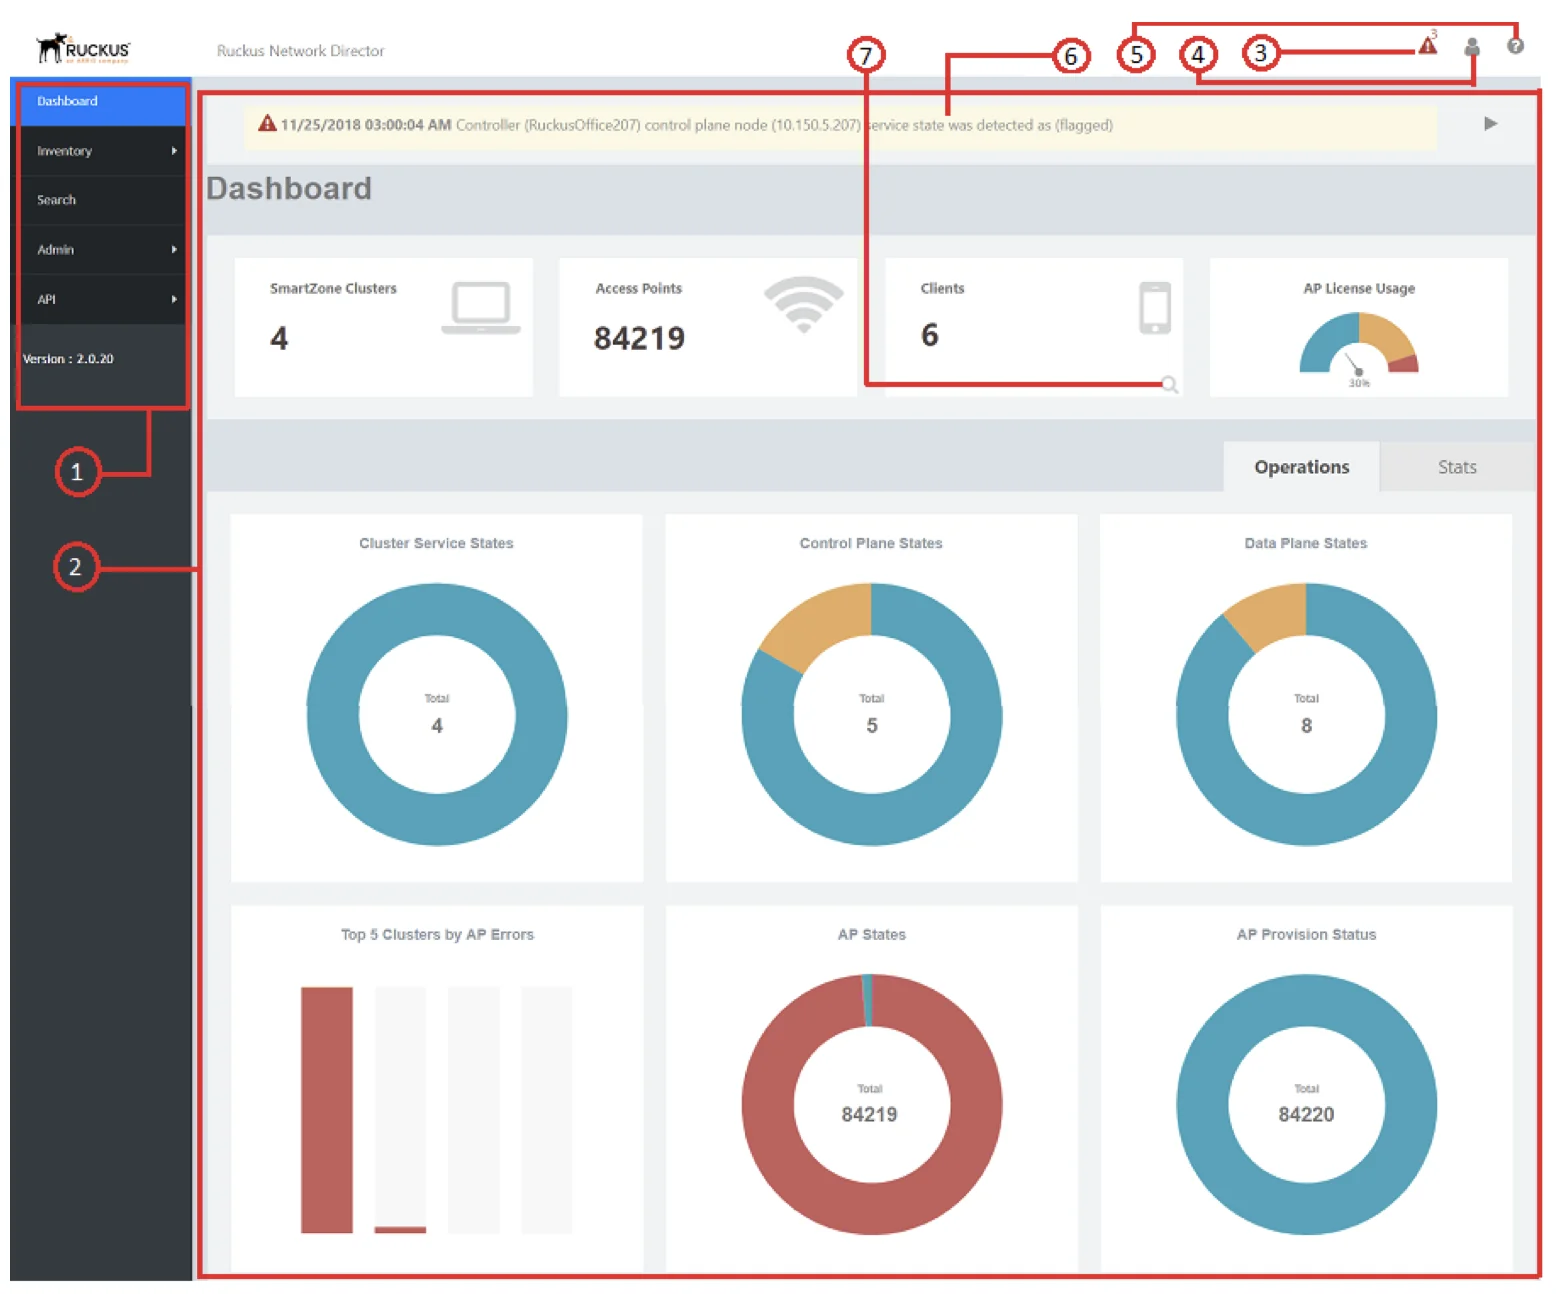 RUCKUS
Ruckus Network Director
7
6
5
4
3
3
?
Dashboard
11/25/2018 03:00:04 AM Controller (RuckusOffice207) control plane node (10.150.5.207) service state was detected as (flagged)
Inventory
Search
Admin
API
Version : 2.0.20
1
2
Dashboard
SmartZone Clusters
4
Access Points
84219
Clients
6
AP License Usage
30%
Operations
Stats
Cluster Service States
Total
4
Control Plane States
Total
5
Data Plane States
Total
8
Top 5 Clusters by AP Errors
AP States
Total
84219
AP Provision Status
Total
84220